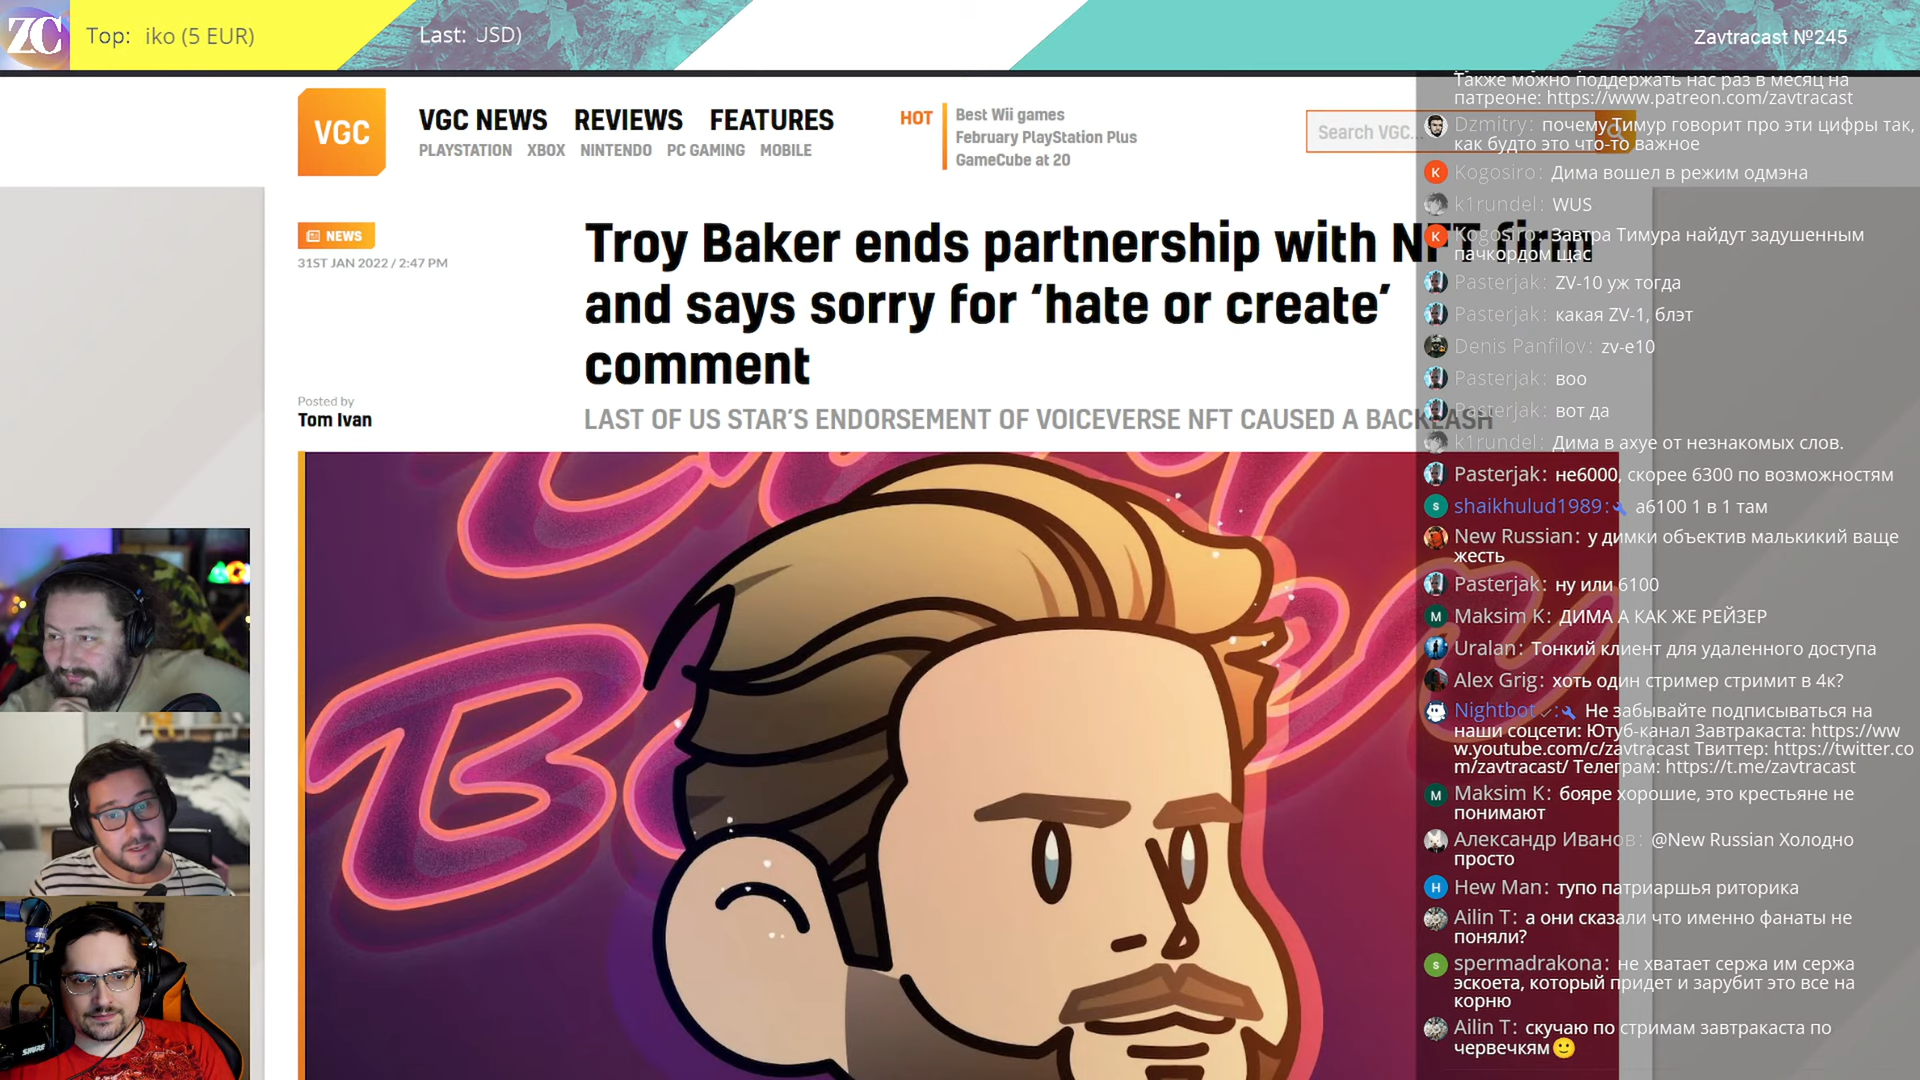 ZC
Top: iko (5 EUR)
Last: USD)
Zavtracast №245
VGC
VGC NEWS REVIEWS FEATURES
PLAYSTATION XBOX NINTENDO PC GAMING MOBILE
HOT
Best Wii games
February PlayStation Plus
GameCube at 20
Search VGC...
NEWS
31ST JAN 2022 / 2:47 PM
Troy Baker ends partnership with NFT firm
and says sorry for ‘hate or create’
comment
Posted by
Tom Ivan
LAST OF US STAR’S ENDORSEMENT OF VOICEVERSE NFT CAUSED A BACKLASH
Также можно поддержать нас раз в месяц на
патреоне: https://www.patreon.com/zavtracast
Dzmitry: почему Тимур говорит про эти цифры так,
как будто это что-то важное
Kogosiro: Дима вошел в режим одмэна
k1rundel: WUS
Kogosiro: Завтра Тимура найдут задушенным
пачкордом щас
Pasterjak: ZV-10 уж тогда
Pasterjak: какая ZV-1, блэт
Denis Panfilov: zv-e10
Pasterjak: воо
Pasterjak: вот да
k1rundel: Дима в ахуе от незнакомых слов.
Pasterjak: не6000, скорее 6300 по возможностям
shaikhulud1989: а6100 1 в 1 там
New Russian: у димки объектив малькикий ваще
жесть
Pasterjak: ну или 6100
Maksim K: ДИМА А КАК ЖЕ РЕЙЗЕР
Uralan: Тонкий клиент для удаленного доступа
Alex Grig: хоть один стример стримит в 4к?
Nightbot: Не забывайте подписываться на
наши соцсети: Ютуб-канал Завтракаста: https://ww
w.youtube.com/c/zavtracast Твиттер: https://twitter.co
m/zavtracast/ Телеграм: https://t.me/zavtracast
Maksim K: бояре хорошие, это крестьяне не
понимают
Александр Иванов: @New Russian Холодно
просто
Hew Man: тупо патриаршья риторика
Ailin T: а они сказали что именно фанаты не
поняли?
spermadrakona: не хватает сержа им сержа
эскоета, который придет и зарубит это все на
корню
Ailin T: скучаю по стримам завтракаста по
червечкям🙂
SHURE